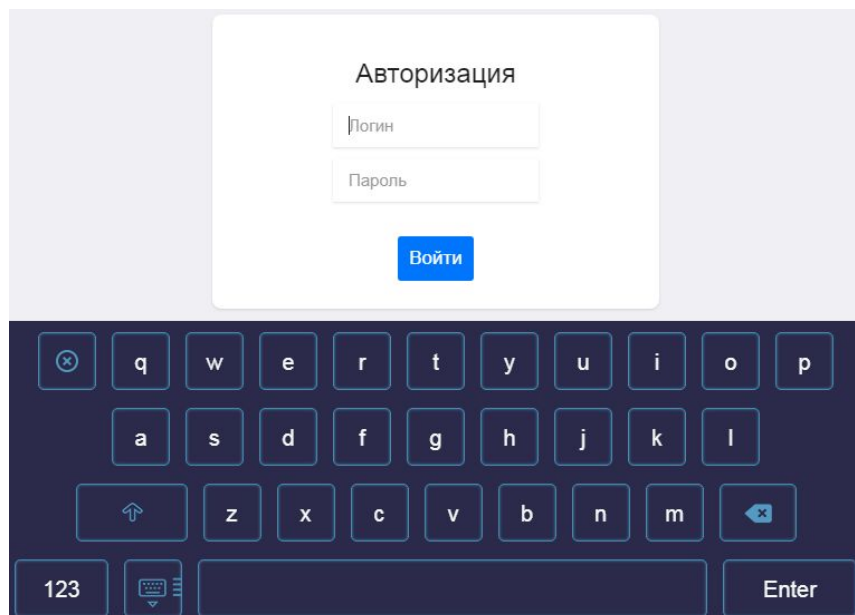 Авторизация
Логин
Пароль
Войти
q w e r t y u i o p
a s d f g h j k l
z x c v b n m
123 Enter